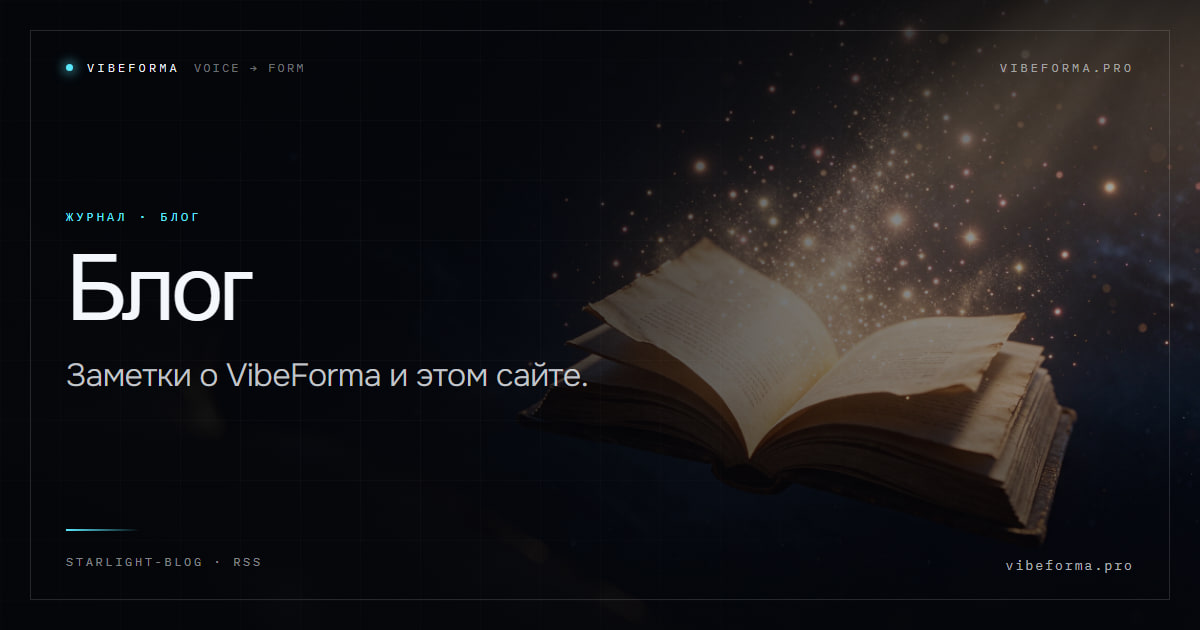 VIBEFORMA VOICE → FORM
VIBEFORMA.PRO
ЖУРНАЛ · БЛОГ
Блог
Заметки о VibeForma и этом сайте.
STARLIGHT-BLOG · RSS
vibeforma.pro